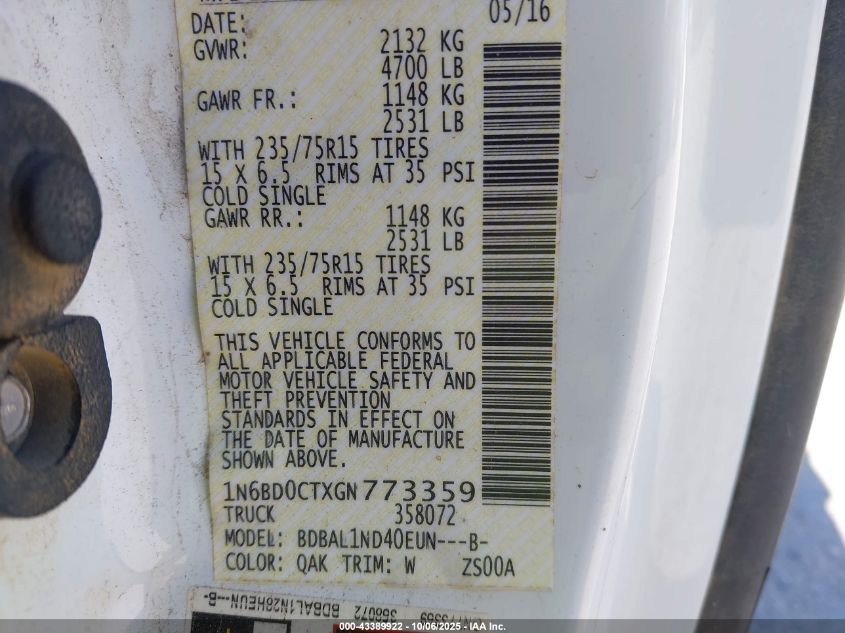 DATE: 05/16
GVWR: 2132 KG
4700 LB
GAWR FR.: 1148 KG
2531 LB
WITH 235/75R15 TIRES
15 X 6.5 RIMS AT 35 PSI
COLD SINGLE
GAWR RR.: 1148 KG
2531 LB
WITH 235/75R15 TIRES
15 X 6.5 RIMS AT 35 PSI
COLD SINGLE
THIS VEHICLE CONFORMS TO
ALL APPLICABLE FEDERAL
MOTOR VEHICLE SAFETY AND
THEFT PREVENTION
STANDARDS IN EFFECT ON
THE DATE OF MANUFACTURE
SHOWN ABOVE.
1N6BD0CTXGN773359
TRUCK 358072
MODEL: BDBAL1ND40EUN---B-
COLOR: QAK TRIM: W ZS00A
000-43389922 - 10/06/2025 - IAA Inc.